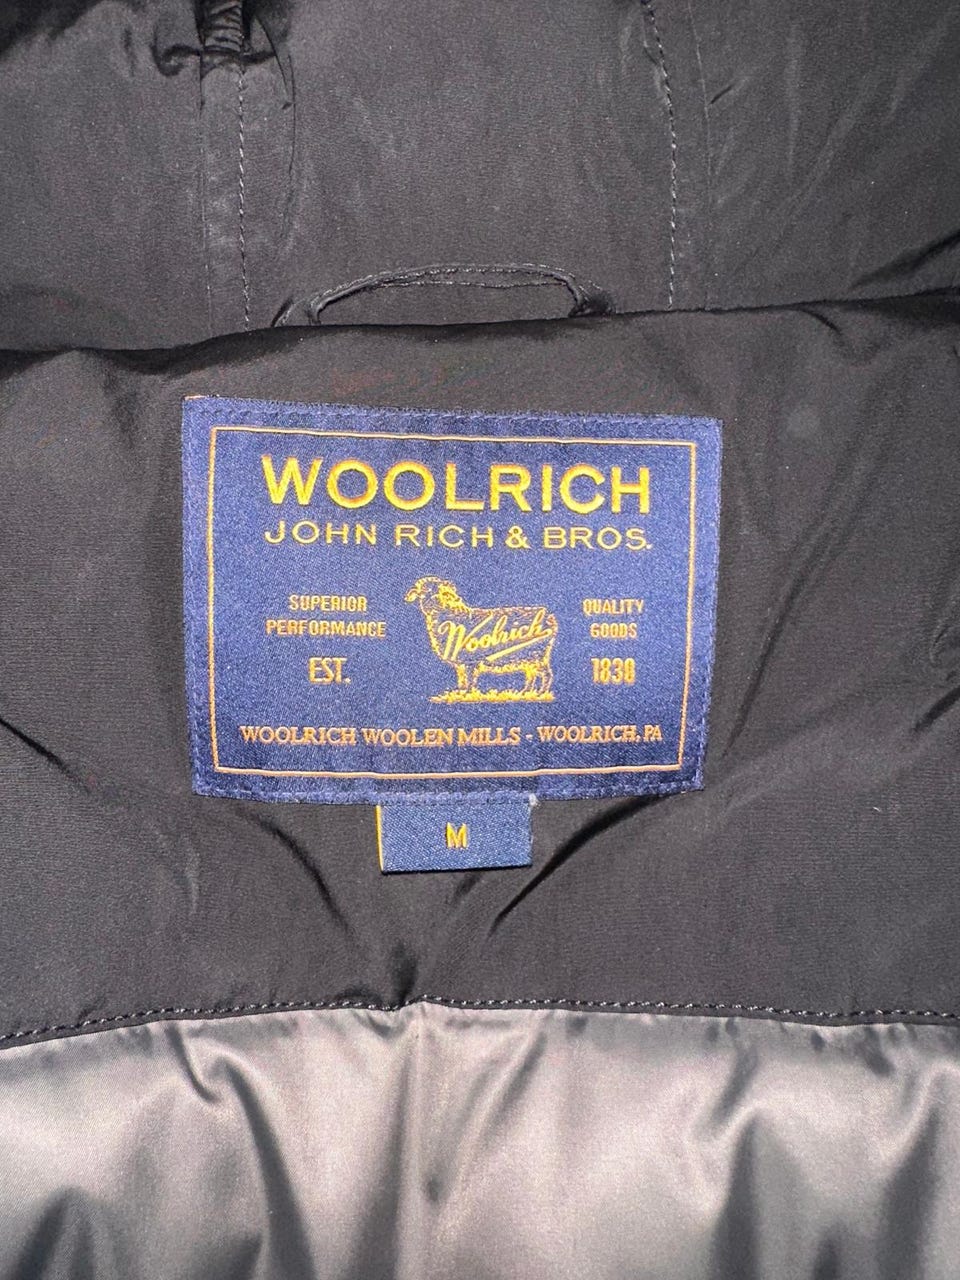 WOOLRICH
JOHN RICH & BROS.
SUPERIOR
PERFORMANCE
EST.
Woolrich
QUALITY
GOODS
1830
WOOLRICH WOOLEN MILLS - WOOLRICH, PA
M